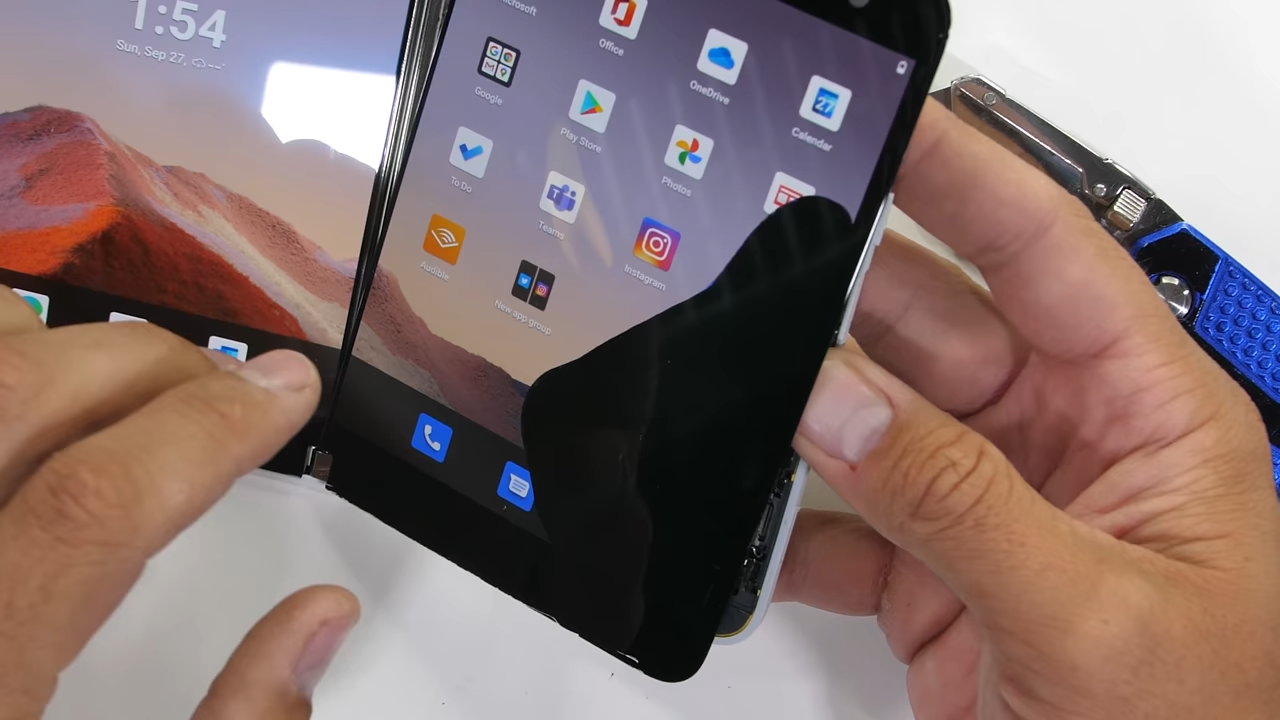 1:54
Sun, Sep 27,
Office
Google
OneDrive
Calendar
27
Play Store
To Do
Photos
Teams
Audible
Instagram
New app group